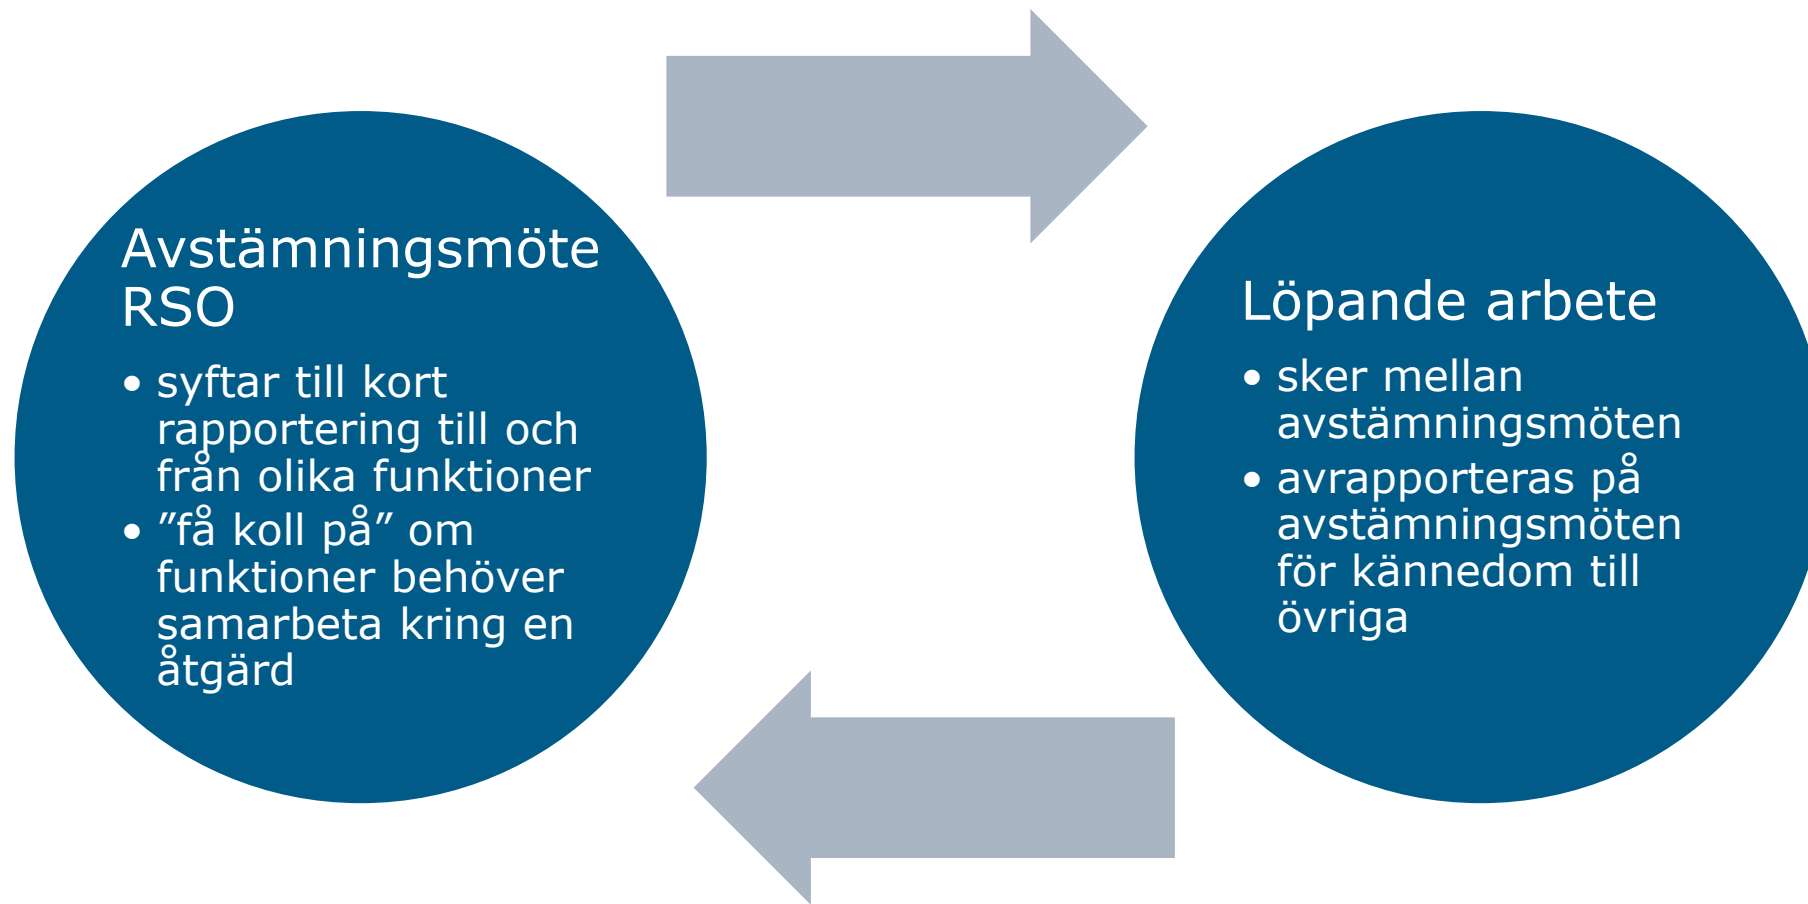 Avstämningsmöte
RSO
• syftar till kort
rapportering till och
från olika funktioner
• ”få koll på” om
funktioner behöver
samarbeta kring en
åtgärd
Löpande arbete
• sker mellan
avstämningsmöten
• avrapporteras på
avstämningsmöten
för kännedom till
övriga